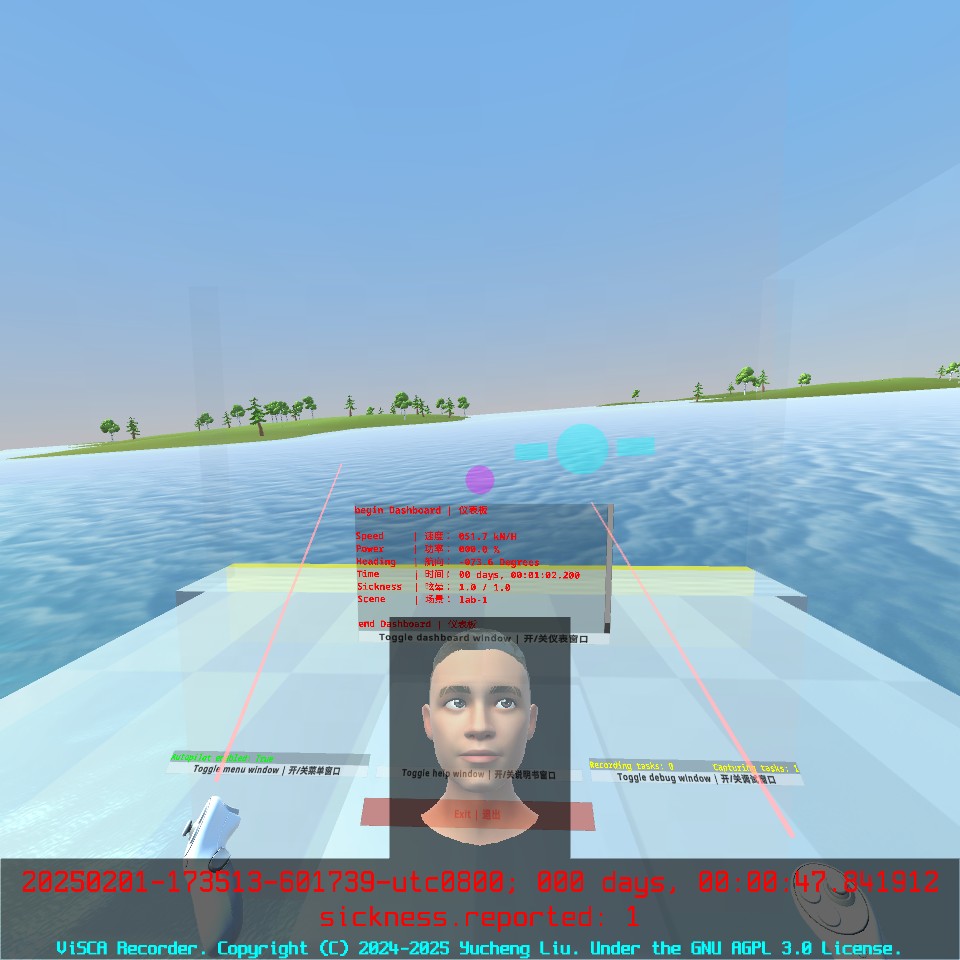 begin Dashboard | 仪表板
Speed | 速度: 051.7 kN/H
Power | 功率: 000.0 %
Heading | 航向: -073.6 Degrees
Time | 时间: 00 days, 00:01:02.200
Sickness | 眩晕: 1.0 / 1.0
Scene | 场景: lab-1
end Dashboard | 仪表板
Toggle dashboard window | 开/关仪表窗口
Autopilot enabled: True
Toggle menu window | 开/关菜单窗口
Toggle help window | 开/关说明书窗口
Recording tasks: 0 Capturing tasks: 1
Toggle debug window | 开/关调试窗口
Exit | 退出
20250201-173513-601739-utc0800; 000 days, 00:00:47.841912
sickness.reported: 1
ViSCA Recorder. Copyright (C) 2024-2025 Yucheng Liu. Under the GNU AGPL 3.0 License.